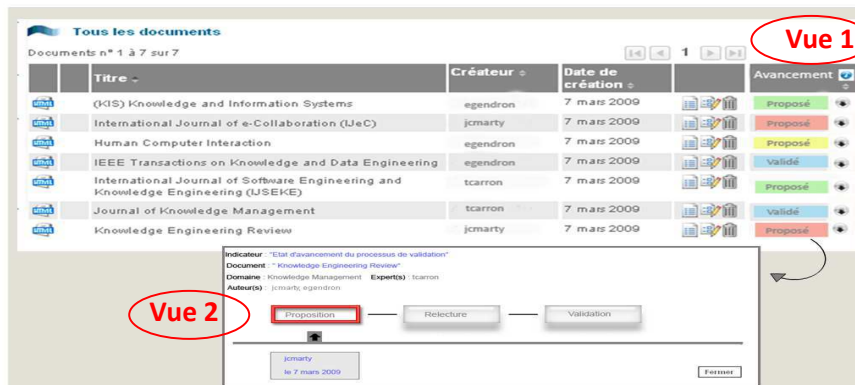 Tous les documents
Documents n° 1 à 7 sur 7
1
Vue 1
Titre
Créateur
Date de création
Avancement
(KIS) Knowledge and Information Systems egendron 7 mars 2009 Proposé
International Journal of e-Collaboration (IJeC) jcmarty 7 mars 2009 Proposé
Human Computer Interaction egendron 7 mars 2009 Proposé
IEEE Transactions on Knowledge and Data Engineering egendron 7 mars 2009 Validé
International Journal of Software Engineering and
Knowledge Engineering (IJSEKE) tcarron 7 mars 2009 Proposé
Journal of Knowledge Management tcarron 7 mars 2009 Validé
Knowledge Engineering Review jcmarty 7 mars 2009 Proposé
Indicateur : "Etat d'avancement du processus de validation"
Document : " Knowledge Engineering Review"
Domaine : Knowledge Management Expert(s) : tcarron
Auteur(s) : jcmarty, egendron
Vue 2
Proposition
Relecture
Validation
jcmarty
le 7 mars 2009
Fermer